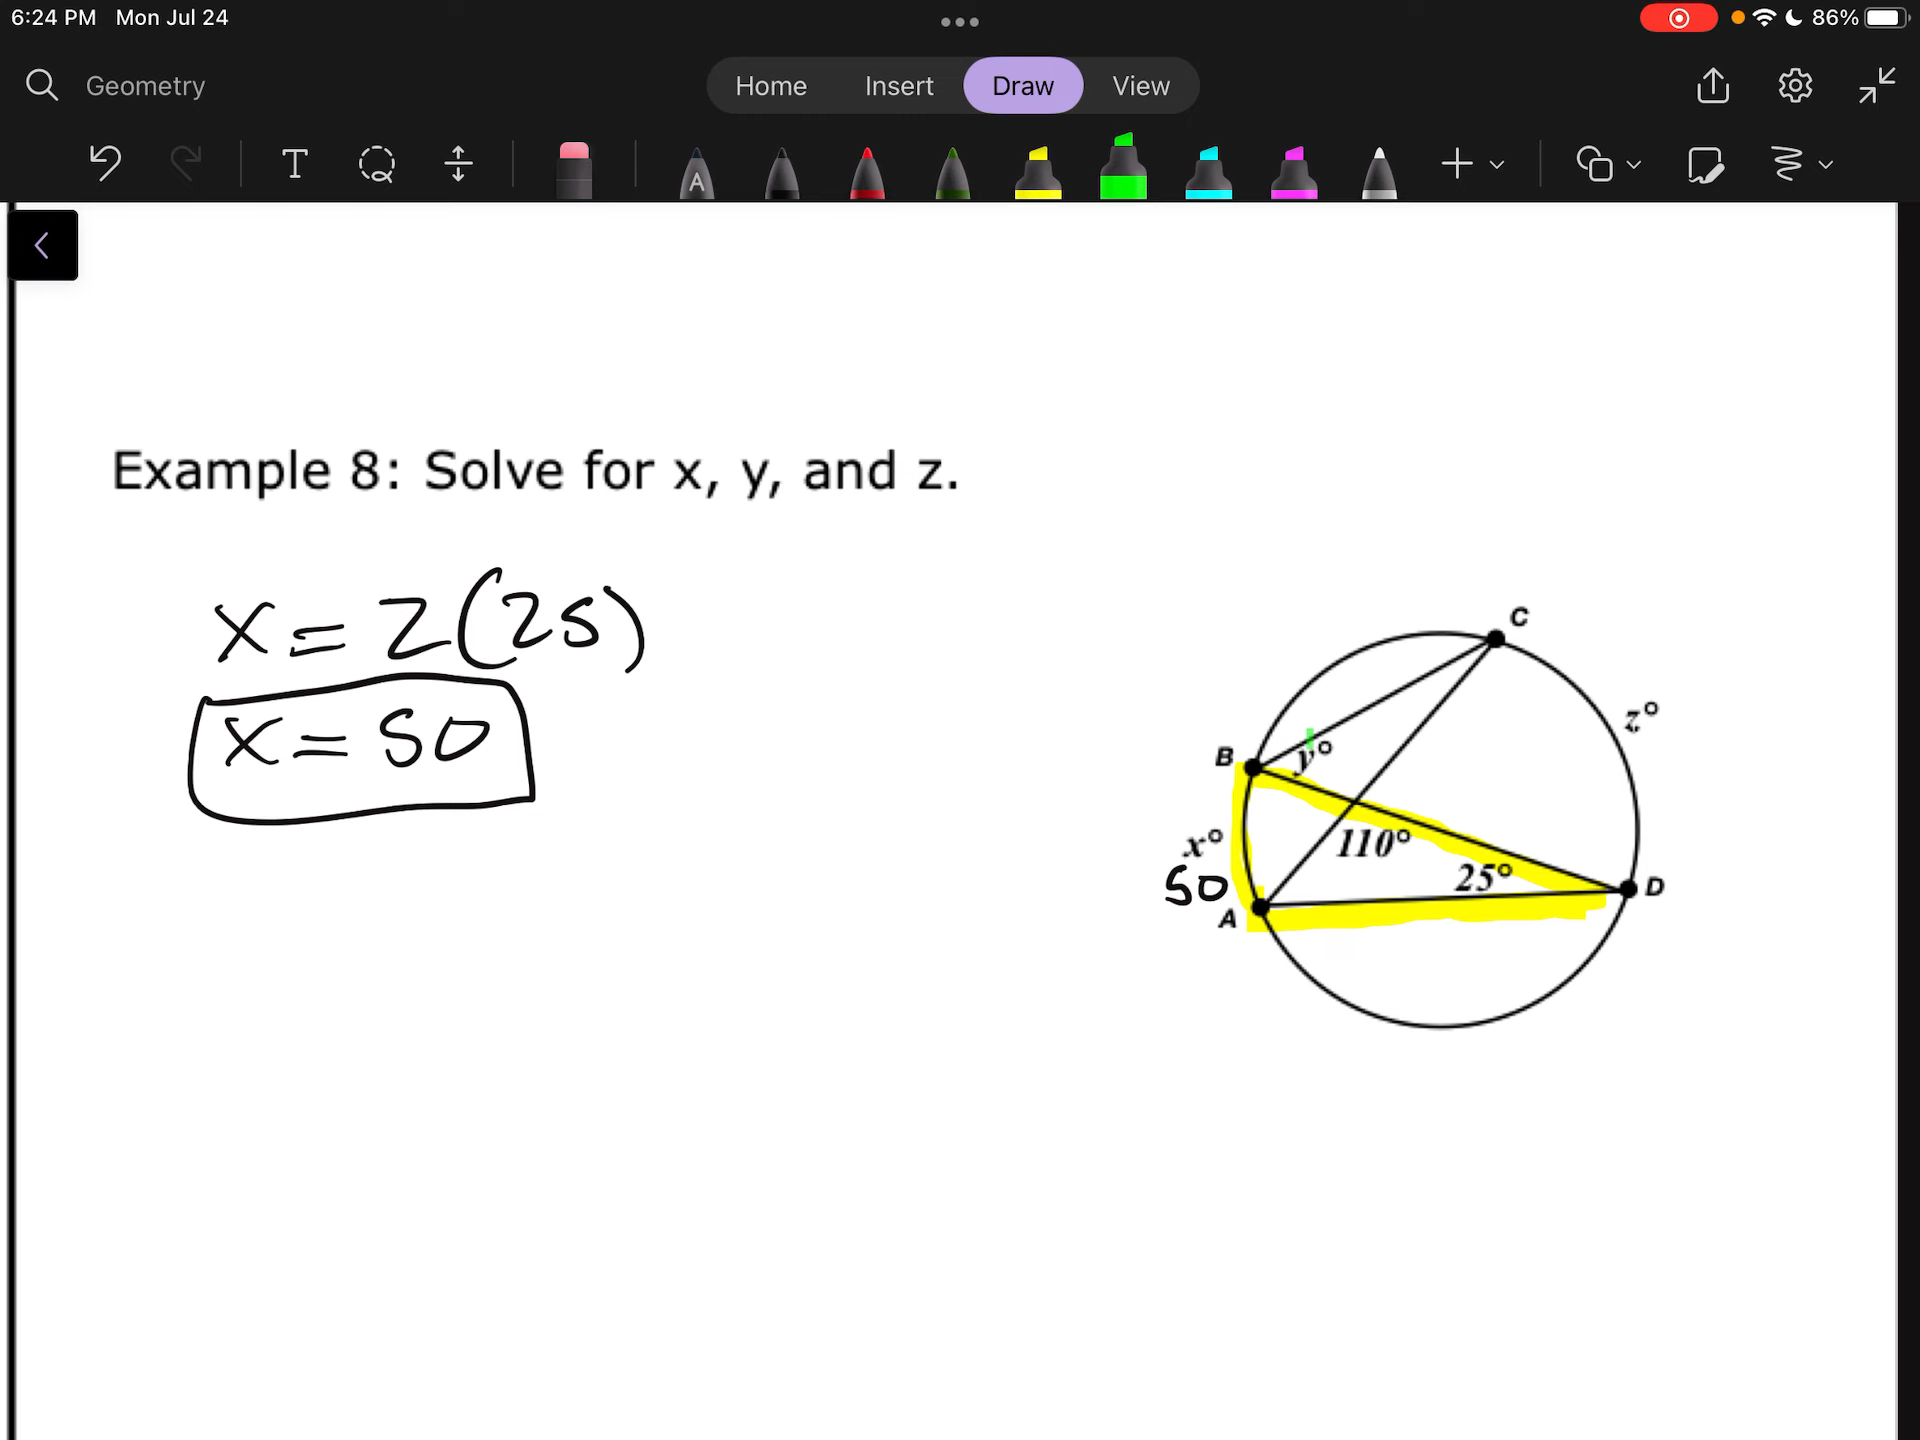 6:24 PM Mon Jul 24
86%
Geometry
Home Insert Draw View
T
A
Example 8: Solve for x, y, and z.
x = 2(25)
x = 50
C
z°
B
y°
x°
110°
50
25°
D
A